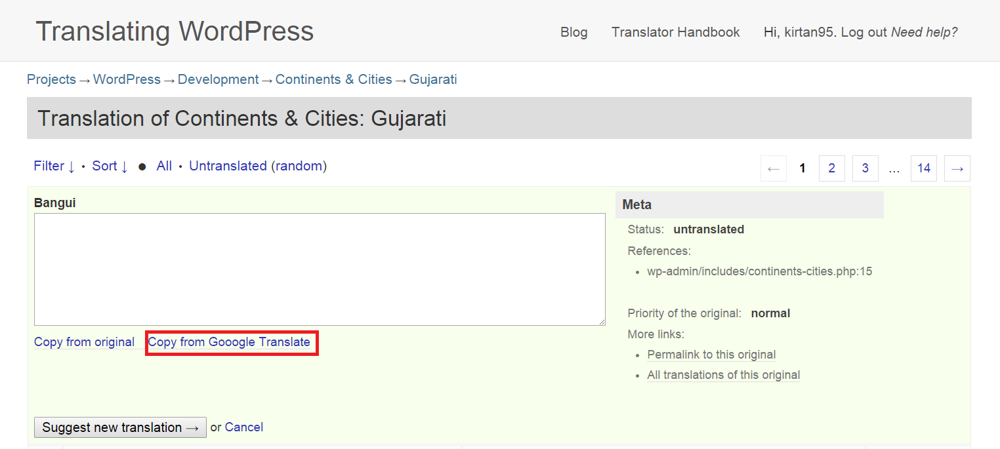 Translating WordPress
Blog Translator Handbook Hi, kirtan95. Log out Need help?
Projects → WordPress → Development → Continents & Cities → Gujarati
Translation of Continents & Cities: Gujarati
Filter ↓ • Sort ↓ ● All • Untranslated (random)
← 1 2 3 … 14 →
Bangui
Copy from original Copy from Gooogle Translate
Suggest new translation → or Cancel
Meta
Status: untranslated
References:
• wp-admin/includes/continents-cities.php:15
Priority of the original: normal
More links:
• Permalink to this original
• All translations of this original